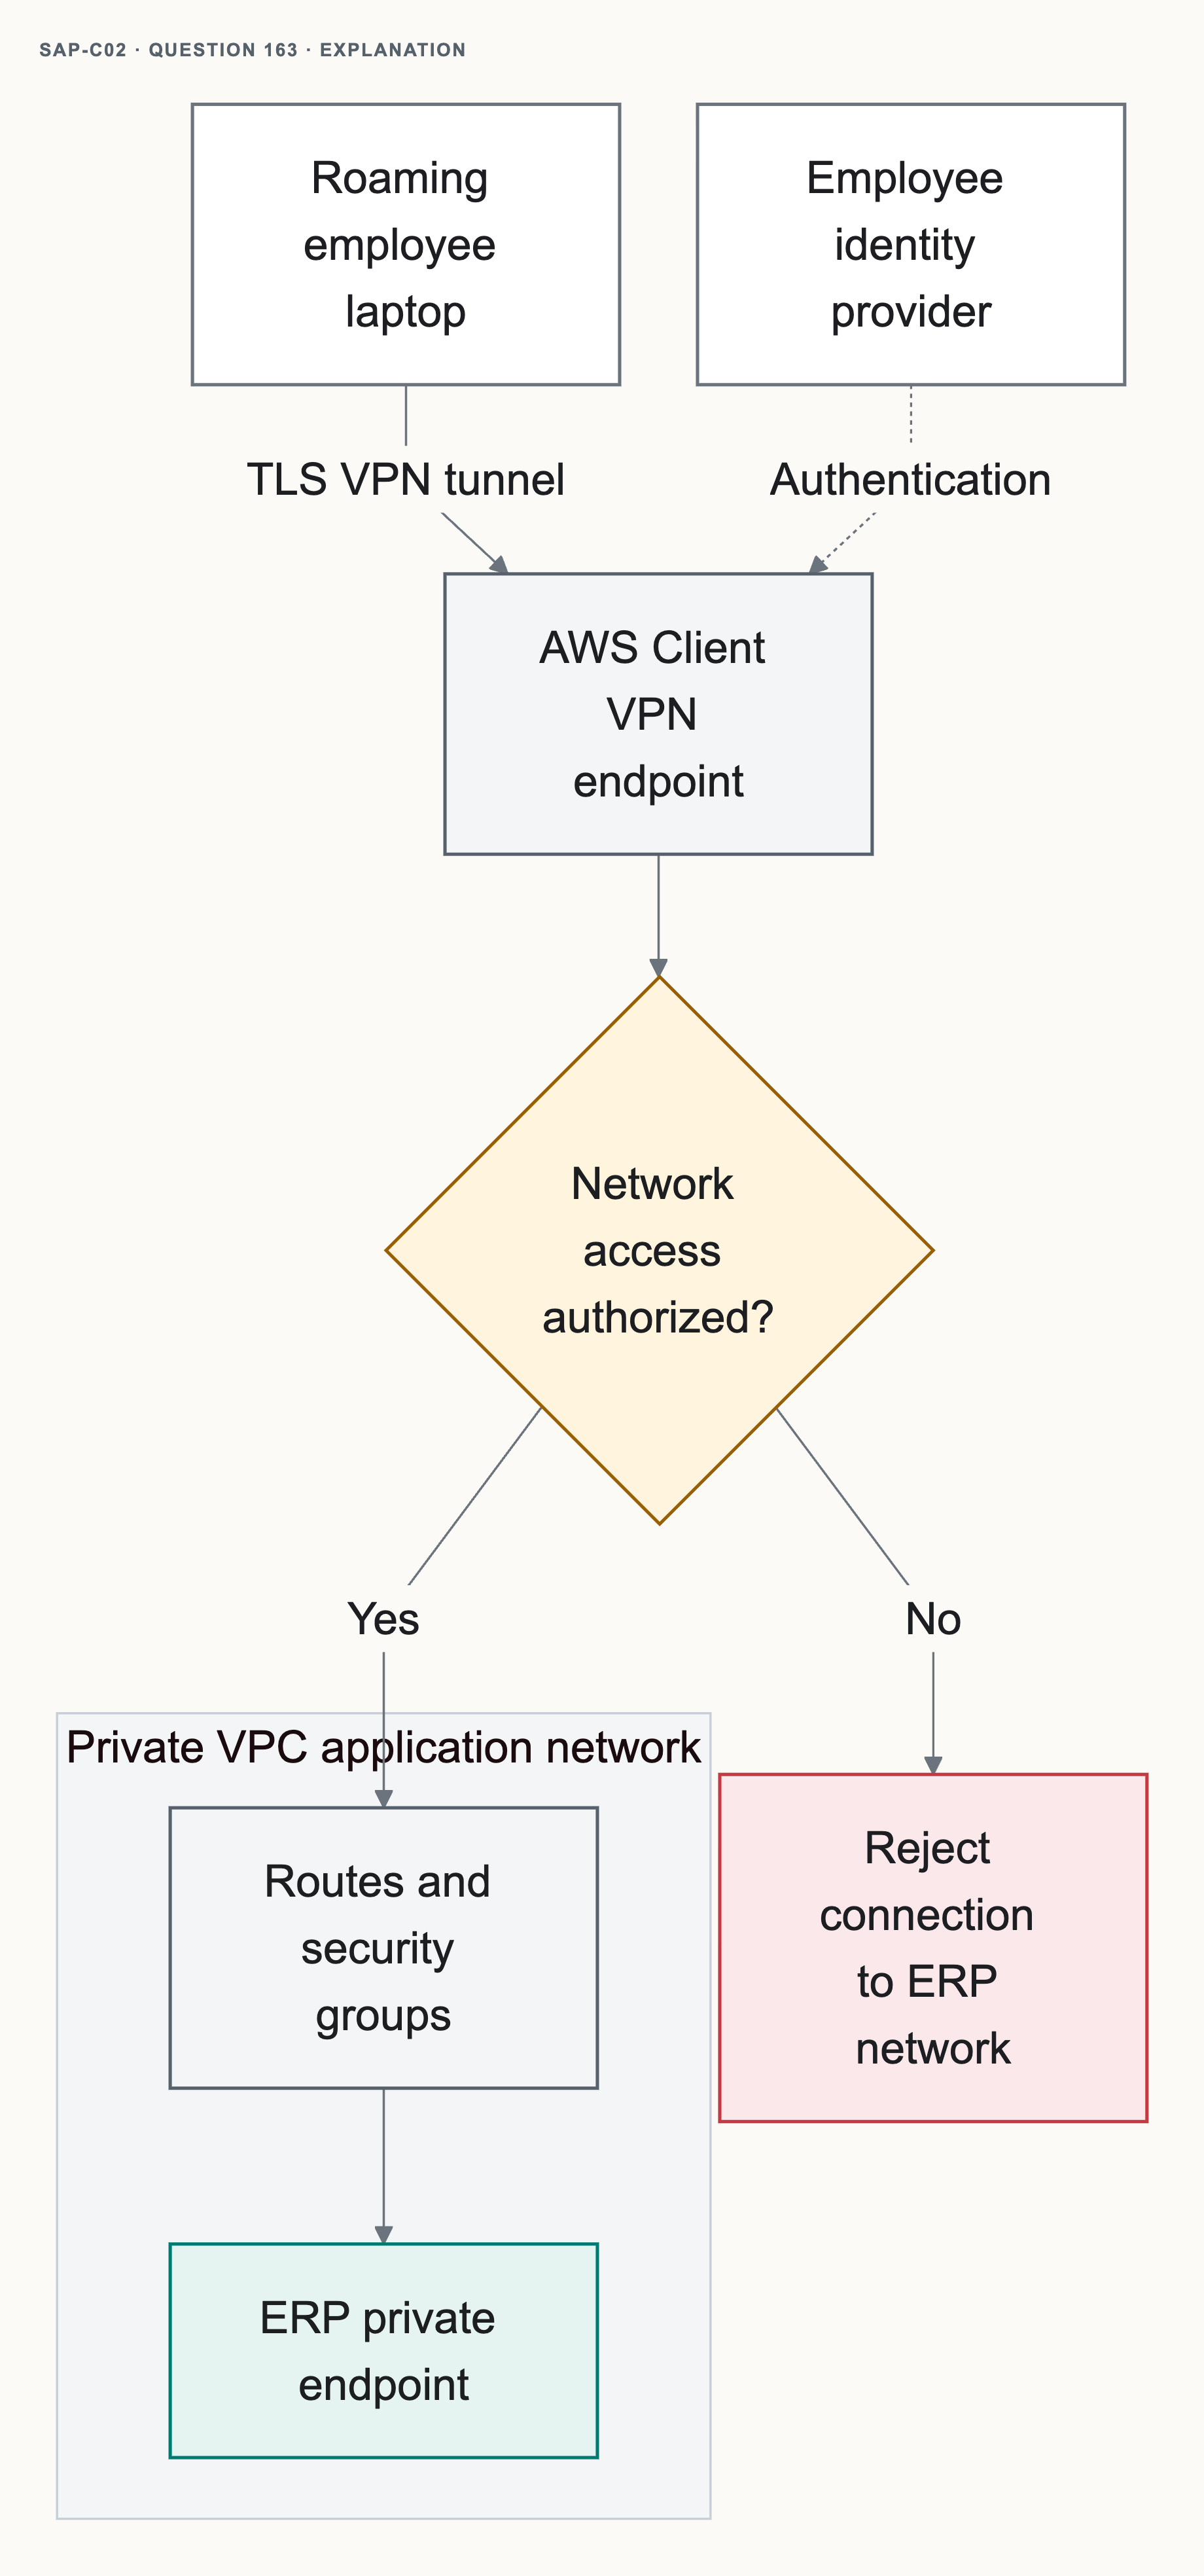 SAP-C02 · QUESTION 163 · EXPLANATION
Roaming
employee
laptop
Employee
identity
provider
TLS VPN tunnel
Authentication
AWS Client
VPN
endpoint
Network
access
authorized?
Yes
No
Private VPC application network
Routes and
security
groups
Reject
connection
to ERP
network
ERP private
endpoint